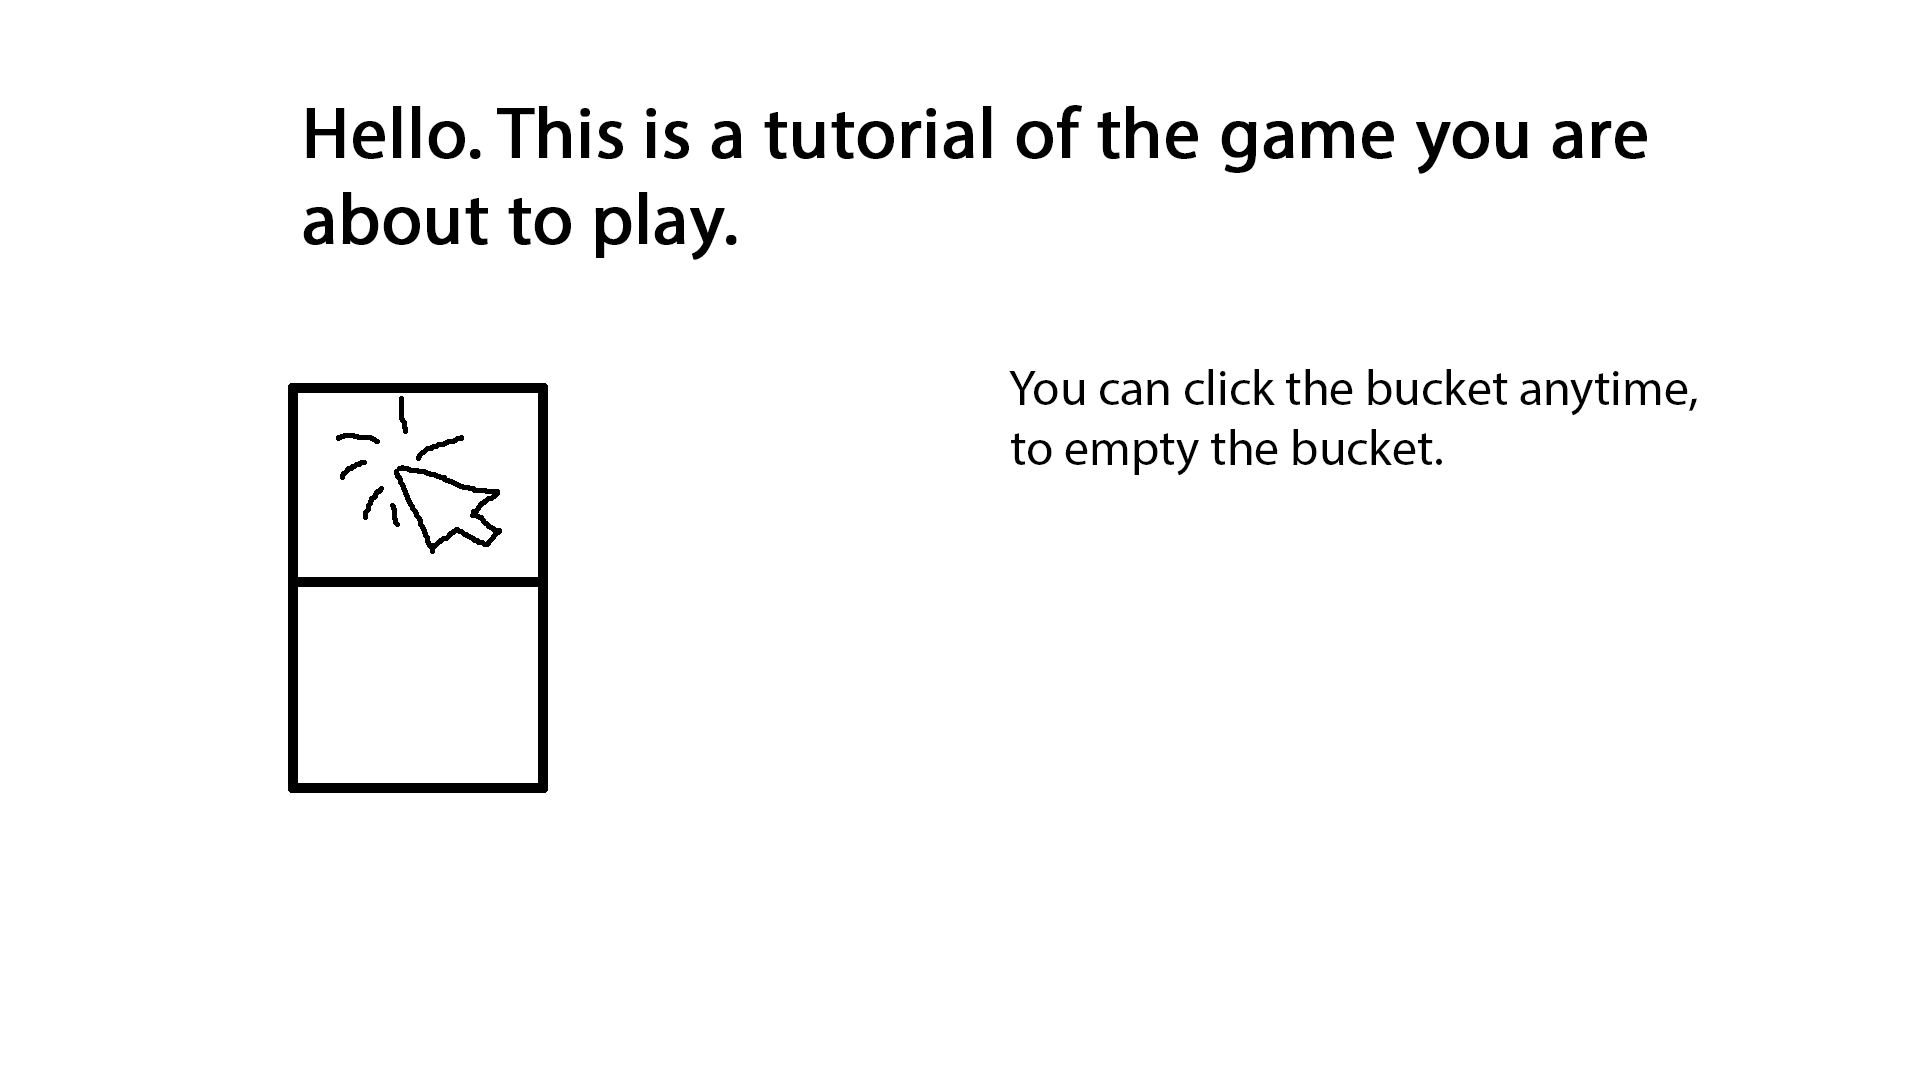 Hello. This is a tutorial of the game you are
about to play.
You can click the bucket anytime,
to empty the bucket.